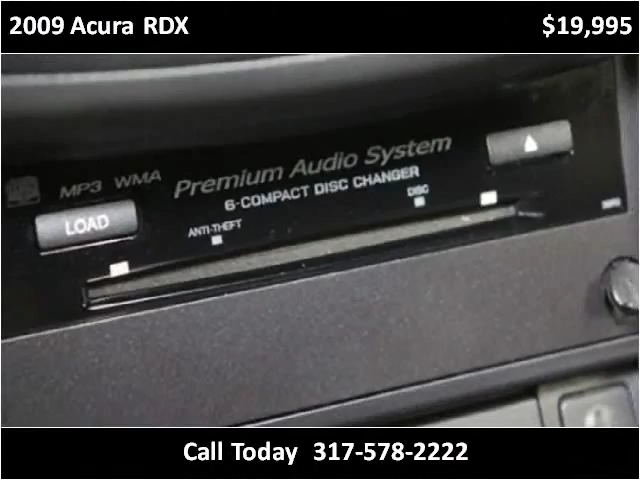 2009 Acura RDX
$19,995
MP3 WMA
Premium Audio System
6-COMPACT DISC CHANGER
LOAD
ANTI-THEFT
DISC
Call Today 317-578-2222